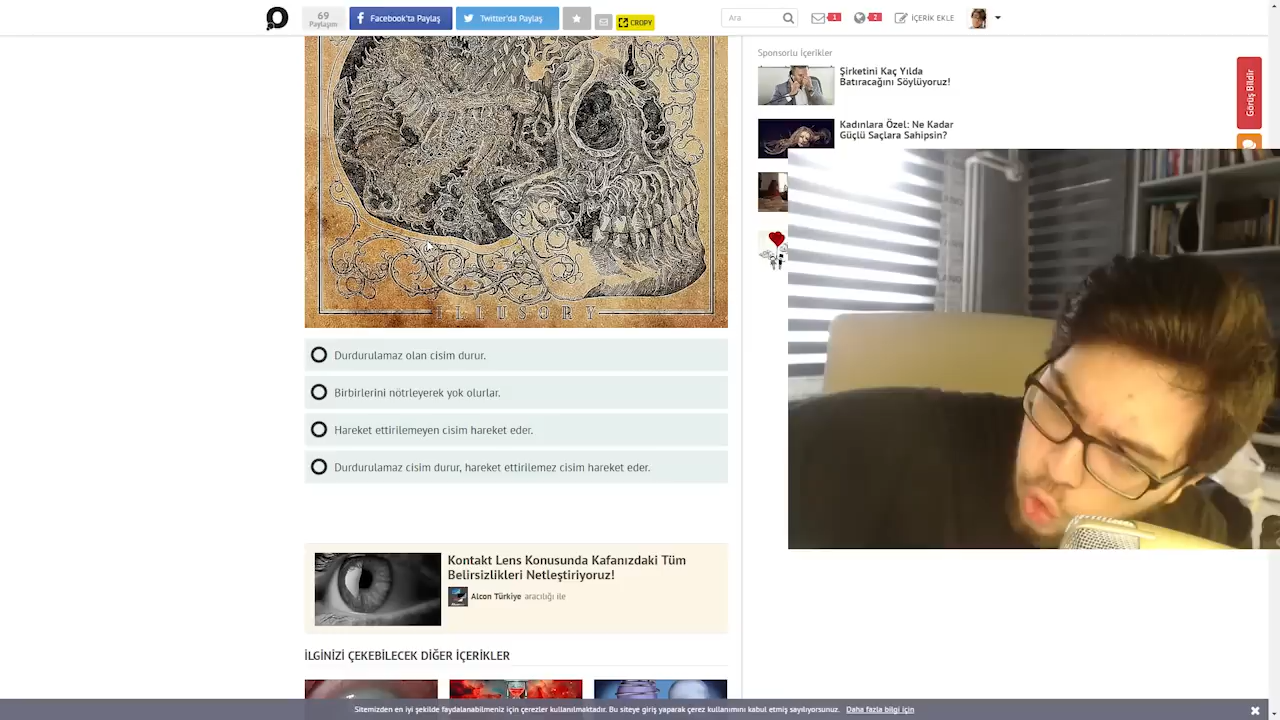 69
Paylaşım
Facebook'ta Paylaş
Twitter'da Paylaş
CROPY
Ara
1
2
İÇERİK EKLE
Sponsorlu İçerikler
Şirketini Kaç Yılda
Batıracağını Söylüyoruz!
Kadınlara Özel: Ne Kadar
Güçlü Saçlara Sahipsin?
Görüş Bildir
ILLUSORY
Durdurulamaz olan cisim durur.
Birbirlerini nötrleyerek yok olurlar.
Hareket ettirilemeyen cisim hareket eder.
Durdurulamaz cisim durur, hareket ettirilemez cisim hareket eder.
Kontakt Lens Konusunda Kafanızdaki Tüm
Belirsizlikleri Netleştiriyoruz!
Alcon Türkiye aracılığı ile
İLGİNİZİ ÇEKEBİLECEK DİĞER İÇERİKLER
Sitemizden en iyi şekilde faydalanabilmeniz için çerezler kullanılmaktadır. Bu siteye giriş yaparak çerez kullanımını kabul etmiş sayılıyorsunuz. Daha fazla bilgi için